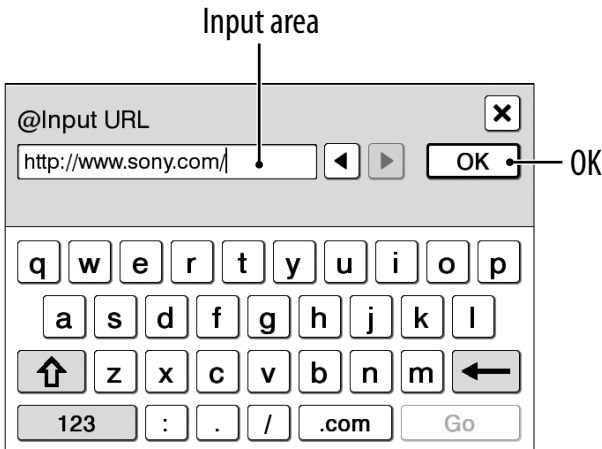 Input area
@Input URL
http://www.sony.com/
OK
OK
q w e r t y u i o p
a s d f g h j k l
z x c v b n m
123 : . / .com Go